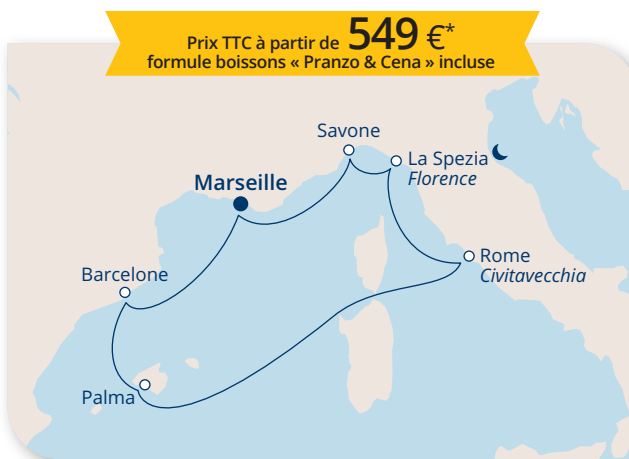 Prix TTC à partir de 549 €*
formule boissons « Pranzo & Cena » incluse
Savone
La Spezia
Florence
Marseille
Rome
Civitavecchia
Barcelone
Palma